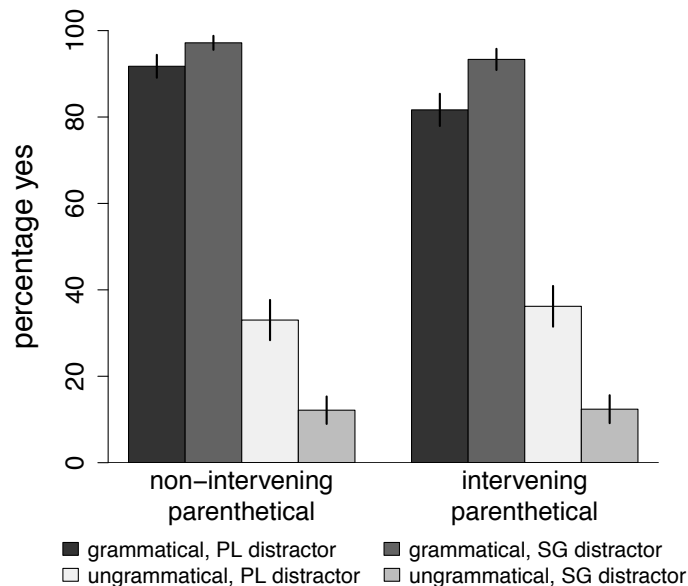 percentage yes
100
80
60
40
20
0
non−intervening
parenthetical
intervening
parenthetical
grammatical, PL distractor
grammatical, SG distractor
ungrammatical, PL distractor
ungrammatical, SG distractor